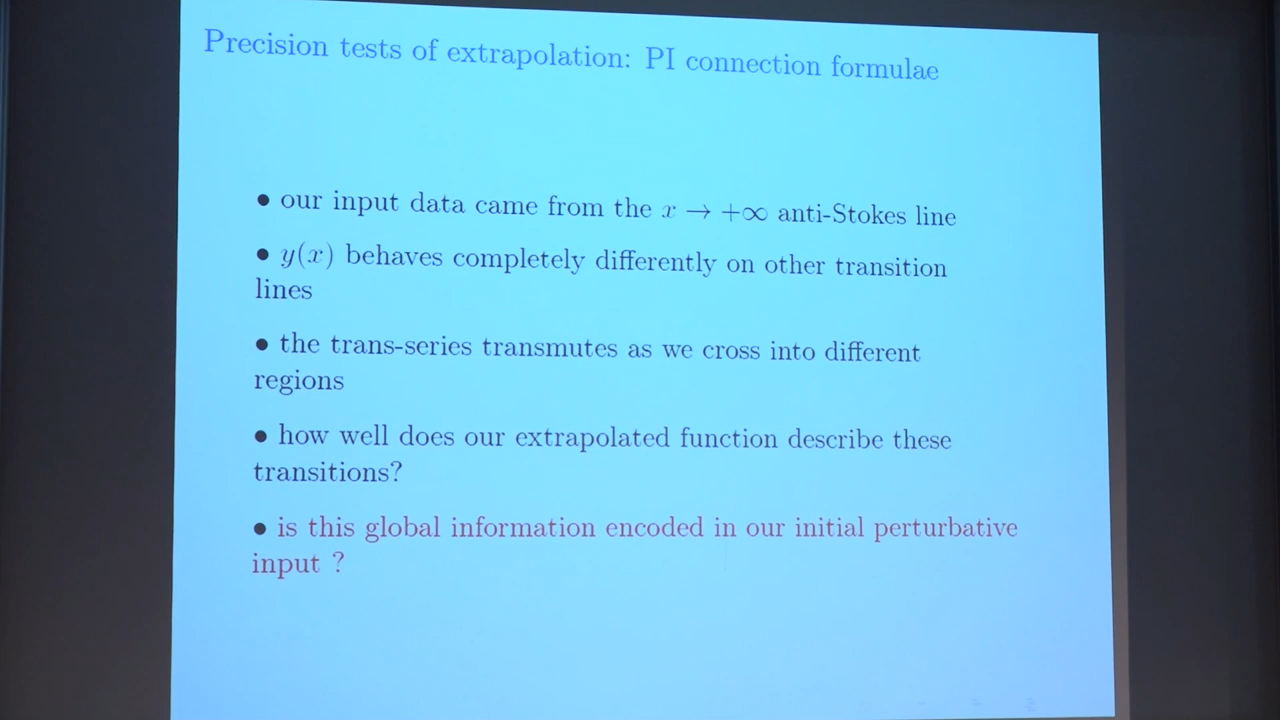 Precision tests of extrapolation: PI connection formulae
• our input data came from the x → +∞ anti-Stokes line
• y(x) behaves completely differently on other transition
lines
• the trans-series transmutes as we cross into different
regions
• how well does our extrapolated function describe these
transitions?
• is this global information encoded in our initial perturbative
input ?